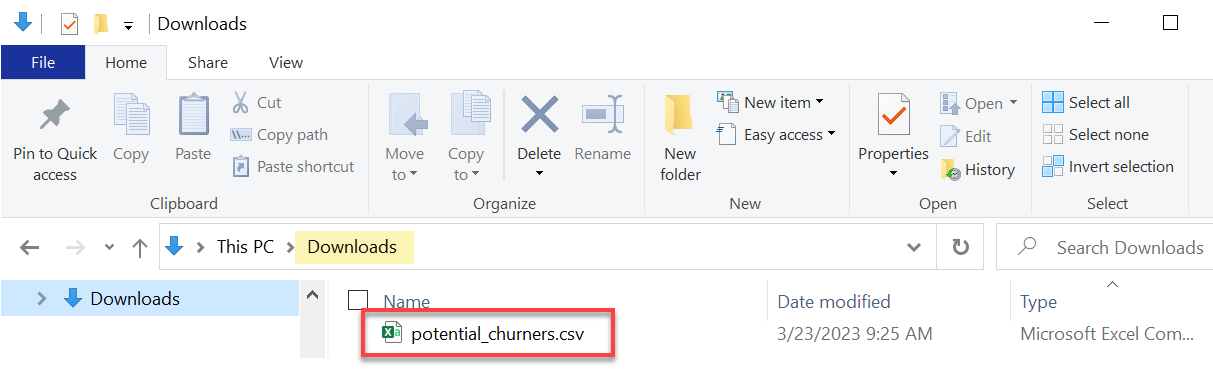 Downloads
File Home Share View
Pin to Quick access
Copy
Paste
Cut
Copy path
Paste shortcut
Clipboard
Move to
Copy to
Delete
Rename
Organize
New folder
New item
Easy access
New
Properties
Open
Edit
History
Open
Select all
Select none
Invert selection
Select
This PC Downloads
Search Downloads
Downloads
Name Date modified Type
potential_churners.csv 3/23/2023 9:25 AM Microsoft Excel Com...